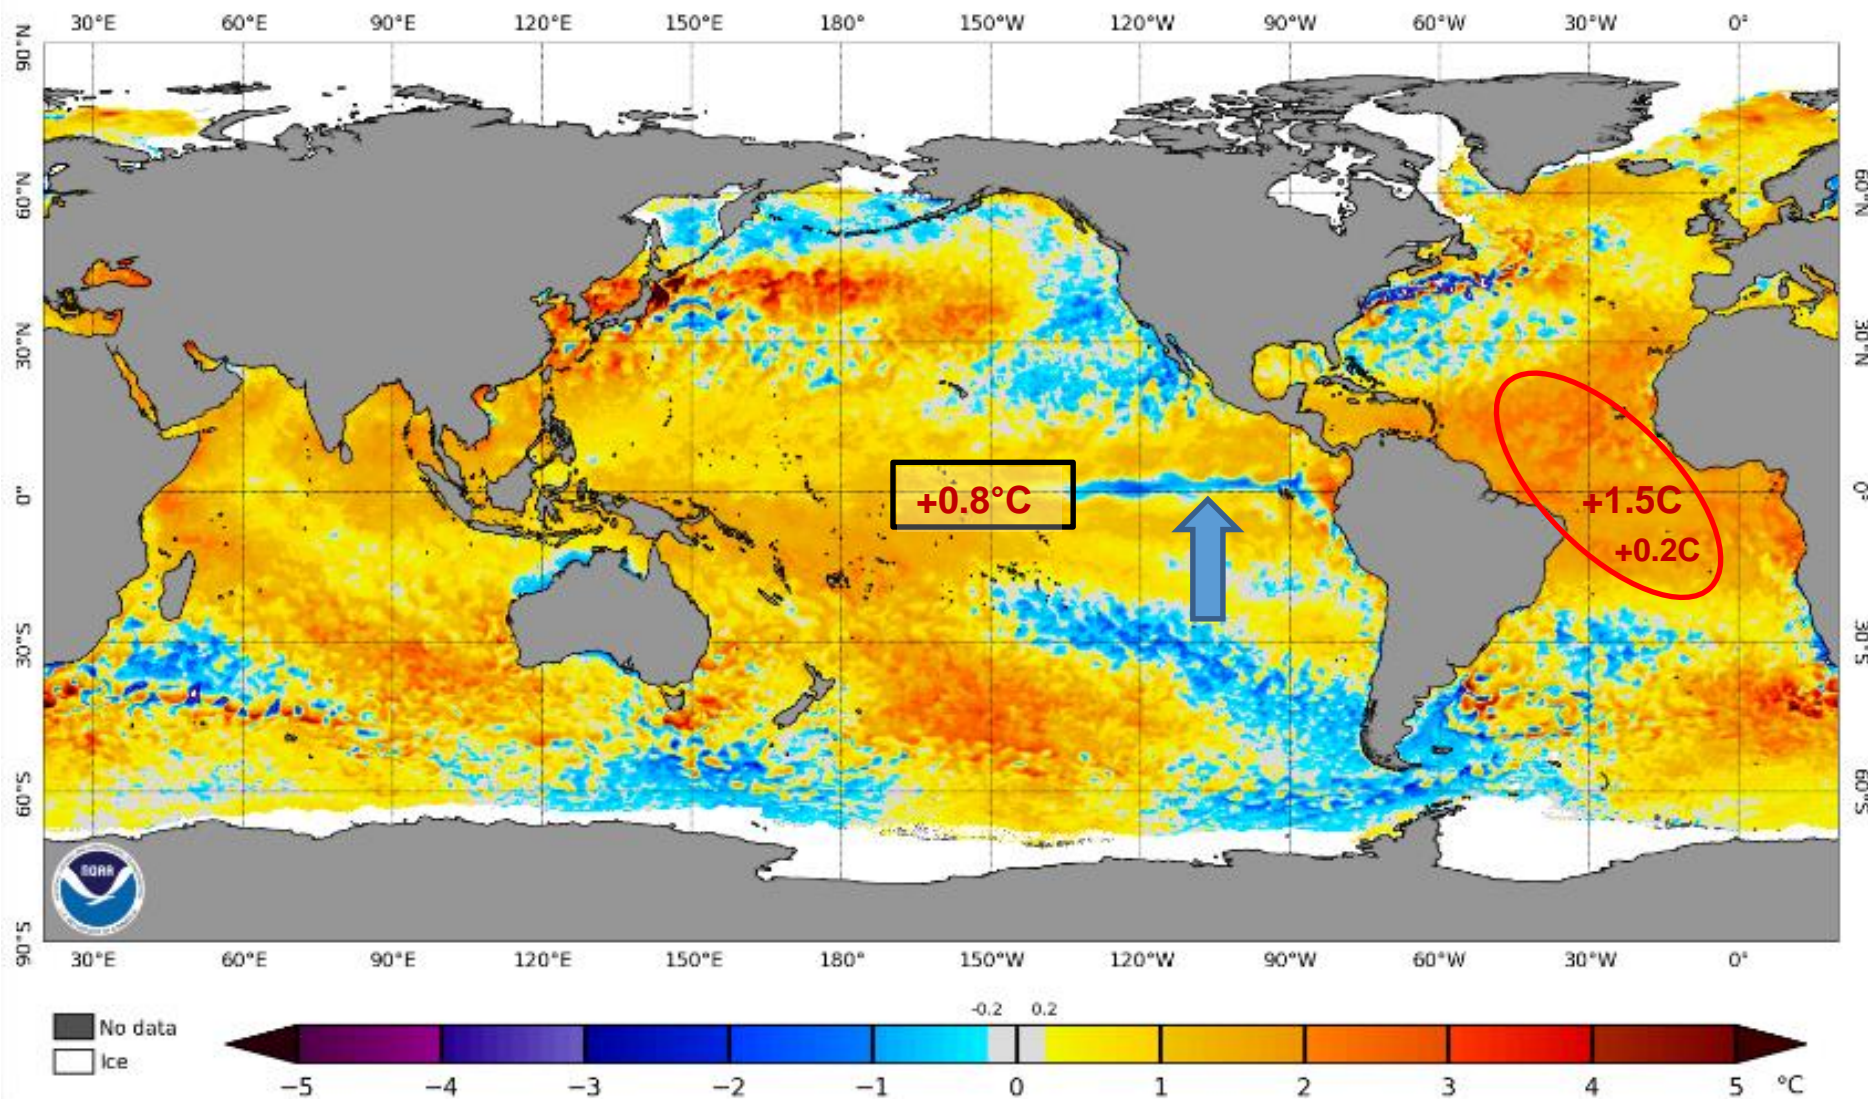 30°E 60°E 90°E 120°E 150°E 180° 150°W 120°W 90°W 60°W 30°W 0°
90°N 90°N
60°N 60°N
30°N 30°N
0° 0°
30°S 30°S
60°S 60°S
90°S 90°S
+0.8°C
+1.5C
+0.2C
NOAA
30°E 60°E 90°E 120°E 150°E 180° 150°W 120°W 90°W 60°W 30°W 0°
No data
Ice
-0.2 0.2
−5 −4 −3 −2 −1 0 1 2 3 4 5 °C